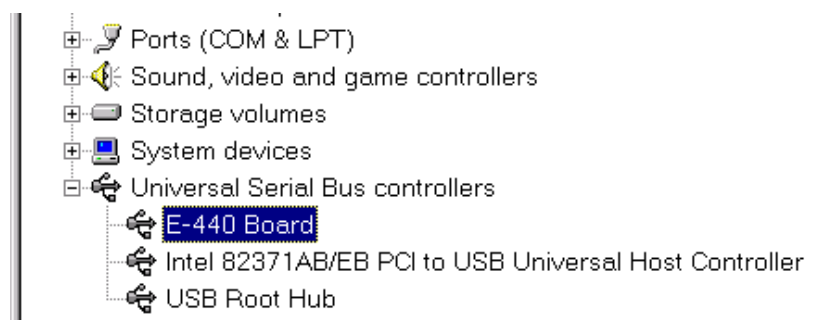 Ports (COM & LPT)
Sound, video and game controllers
Storage volumes
System devices
Universal Serial Bus controllers
E-440 Board
Intel 82371AB/EB PCI to USB Universal Host Controller
USB Root Hub